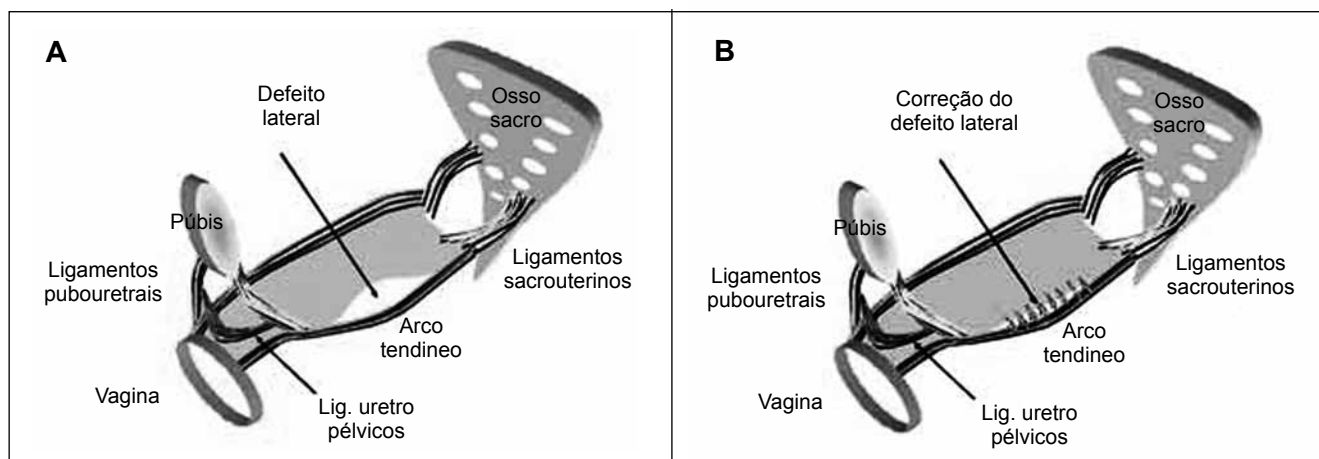 A
Defeito
lateral
Osso
sacro
Púbis
Ligamentos
pubouretrais
Ligamentos
sacrouterinos
Arco
tendineo
Vagina
Lig. uretro
pélvicos
B
Correção do
defeito lateral
Osso
sacro
Púbis
Ligamentos
pubouretrais
Ligamentos
sacrouterinos
Arco
tendineo
Vagina
Lig. uretro
pélvicos